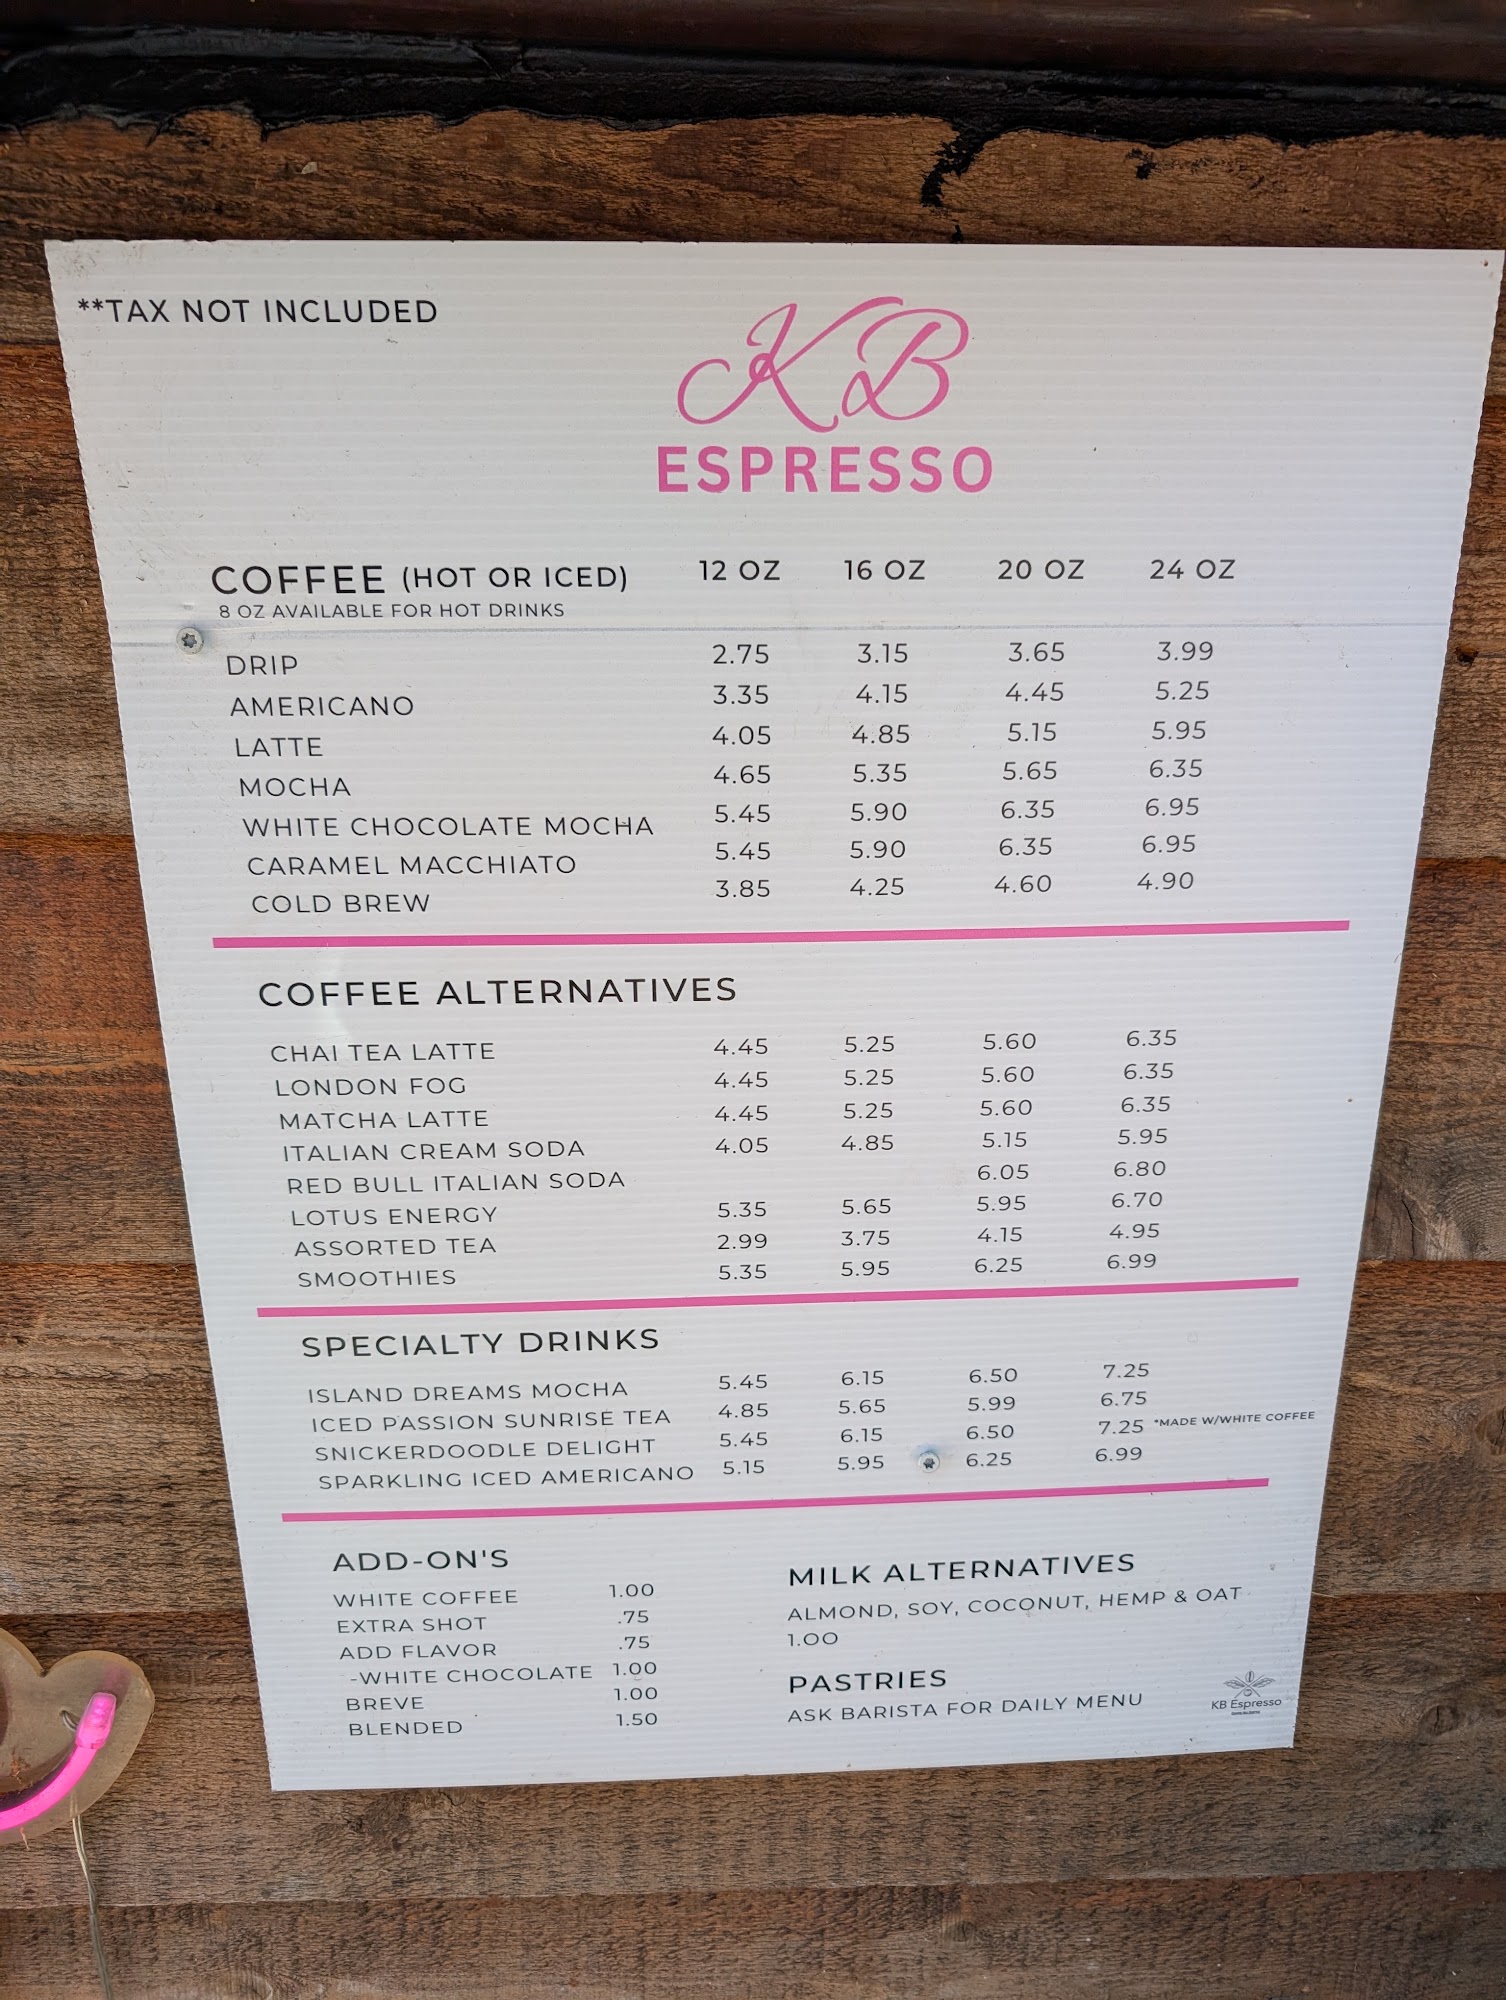 **TAX NOT INCLUDED
KB
ESPRESSO
COFFEE (HOT OR ICED) 12 OZ 16 OZ 20 OZ 24 OZ
8 OZ AVAILABLE FOR HOT DRINKS
DRIP 2.75 3.15 3.65 3.99
AMERICANO 3.35 4.15 4.45 5.25
LATTE 4.05 4.85 5.15 5.95
MOCHA 4.65 5.35 5.65 6.35
WHITE CHOCOLATE MOCHA 5.45 5.90 6.35 6.95
CARAMEL MACCHIATO 5.45 5.90 6.35 6.95
COLD BREW 3.85 4.25 4.60 4.90
COFFEE ALTERNATIVES
CHAI TEA LATTE 4.45 5.25 5.60 6.35
LONDON FOG 4.45 5.25 5.60 6.35
MATCHA LATTE 4.45 5.25 5.60 6.35
ITALIAN CREAM SODA 4.05 4.85 5.15 5.95
RED BULL ITALIAN SODA 6.05 6.80
LOTUS ENERGY 5.35 5.65 5.95 6.70
ASSORTED TEA 2.99 3.75 4.15 4.95
SMOOTHIES 5.35 5.95 6.25 6.99
SPECIALTY DRINKS
ISLAND DREAMS MOCHA 5.45 6.15 6.50 7.25
ICED PASSION SUNRISE TEA 4.85 5.65 5.99 6.75
SNICKERDOODLE DELIGHT 5.45 6.15 6.50 7.25 *MADE W/WHITE COFFEE
SPARKLING ICED AMERICANO 5.15 5.95 6.25 6.99
ADD-ON'S
WHITE COFFEE 1.00
EXTRA SHOT .75
ADD FLAVOR .75
-WHITE CHOCOLATE 1.00
BREVE 1.00
BLENDED 1.50
MILK ALTERNATIVES
ALMOND, SOY, COCONUT, HEMP & OAT
1.00
PASTRIES
ASK BARISTA FOR DAILY MENU
KB Espresso